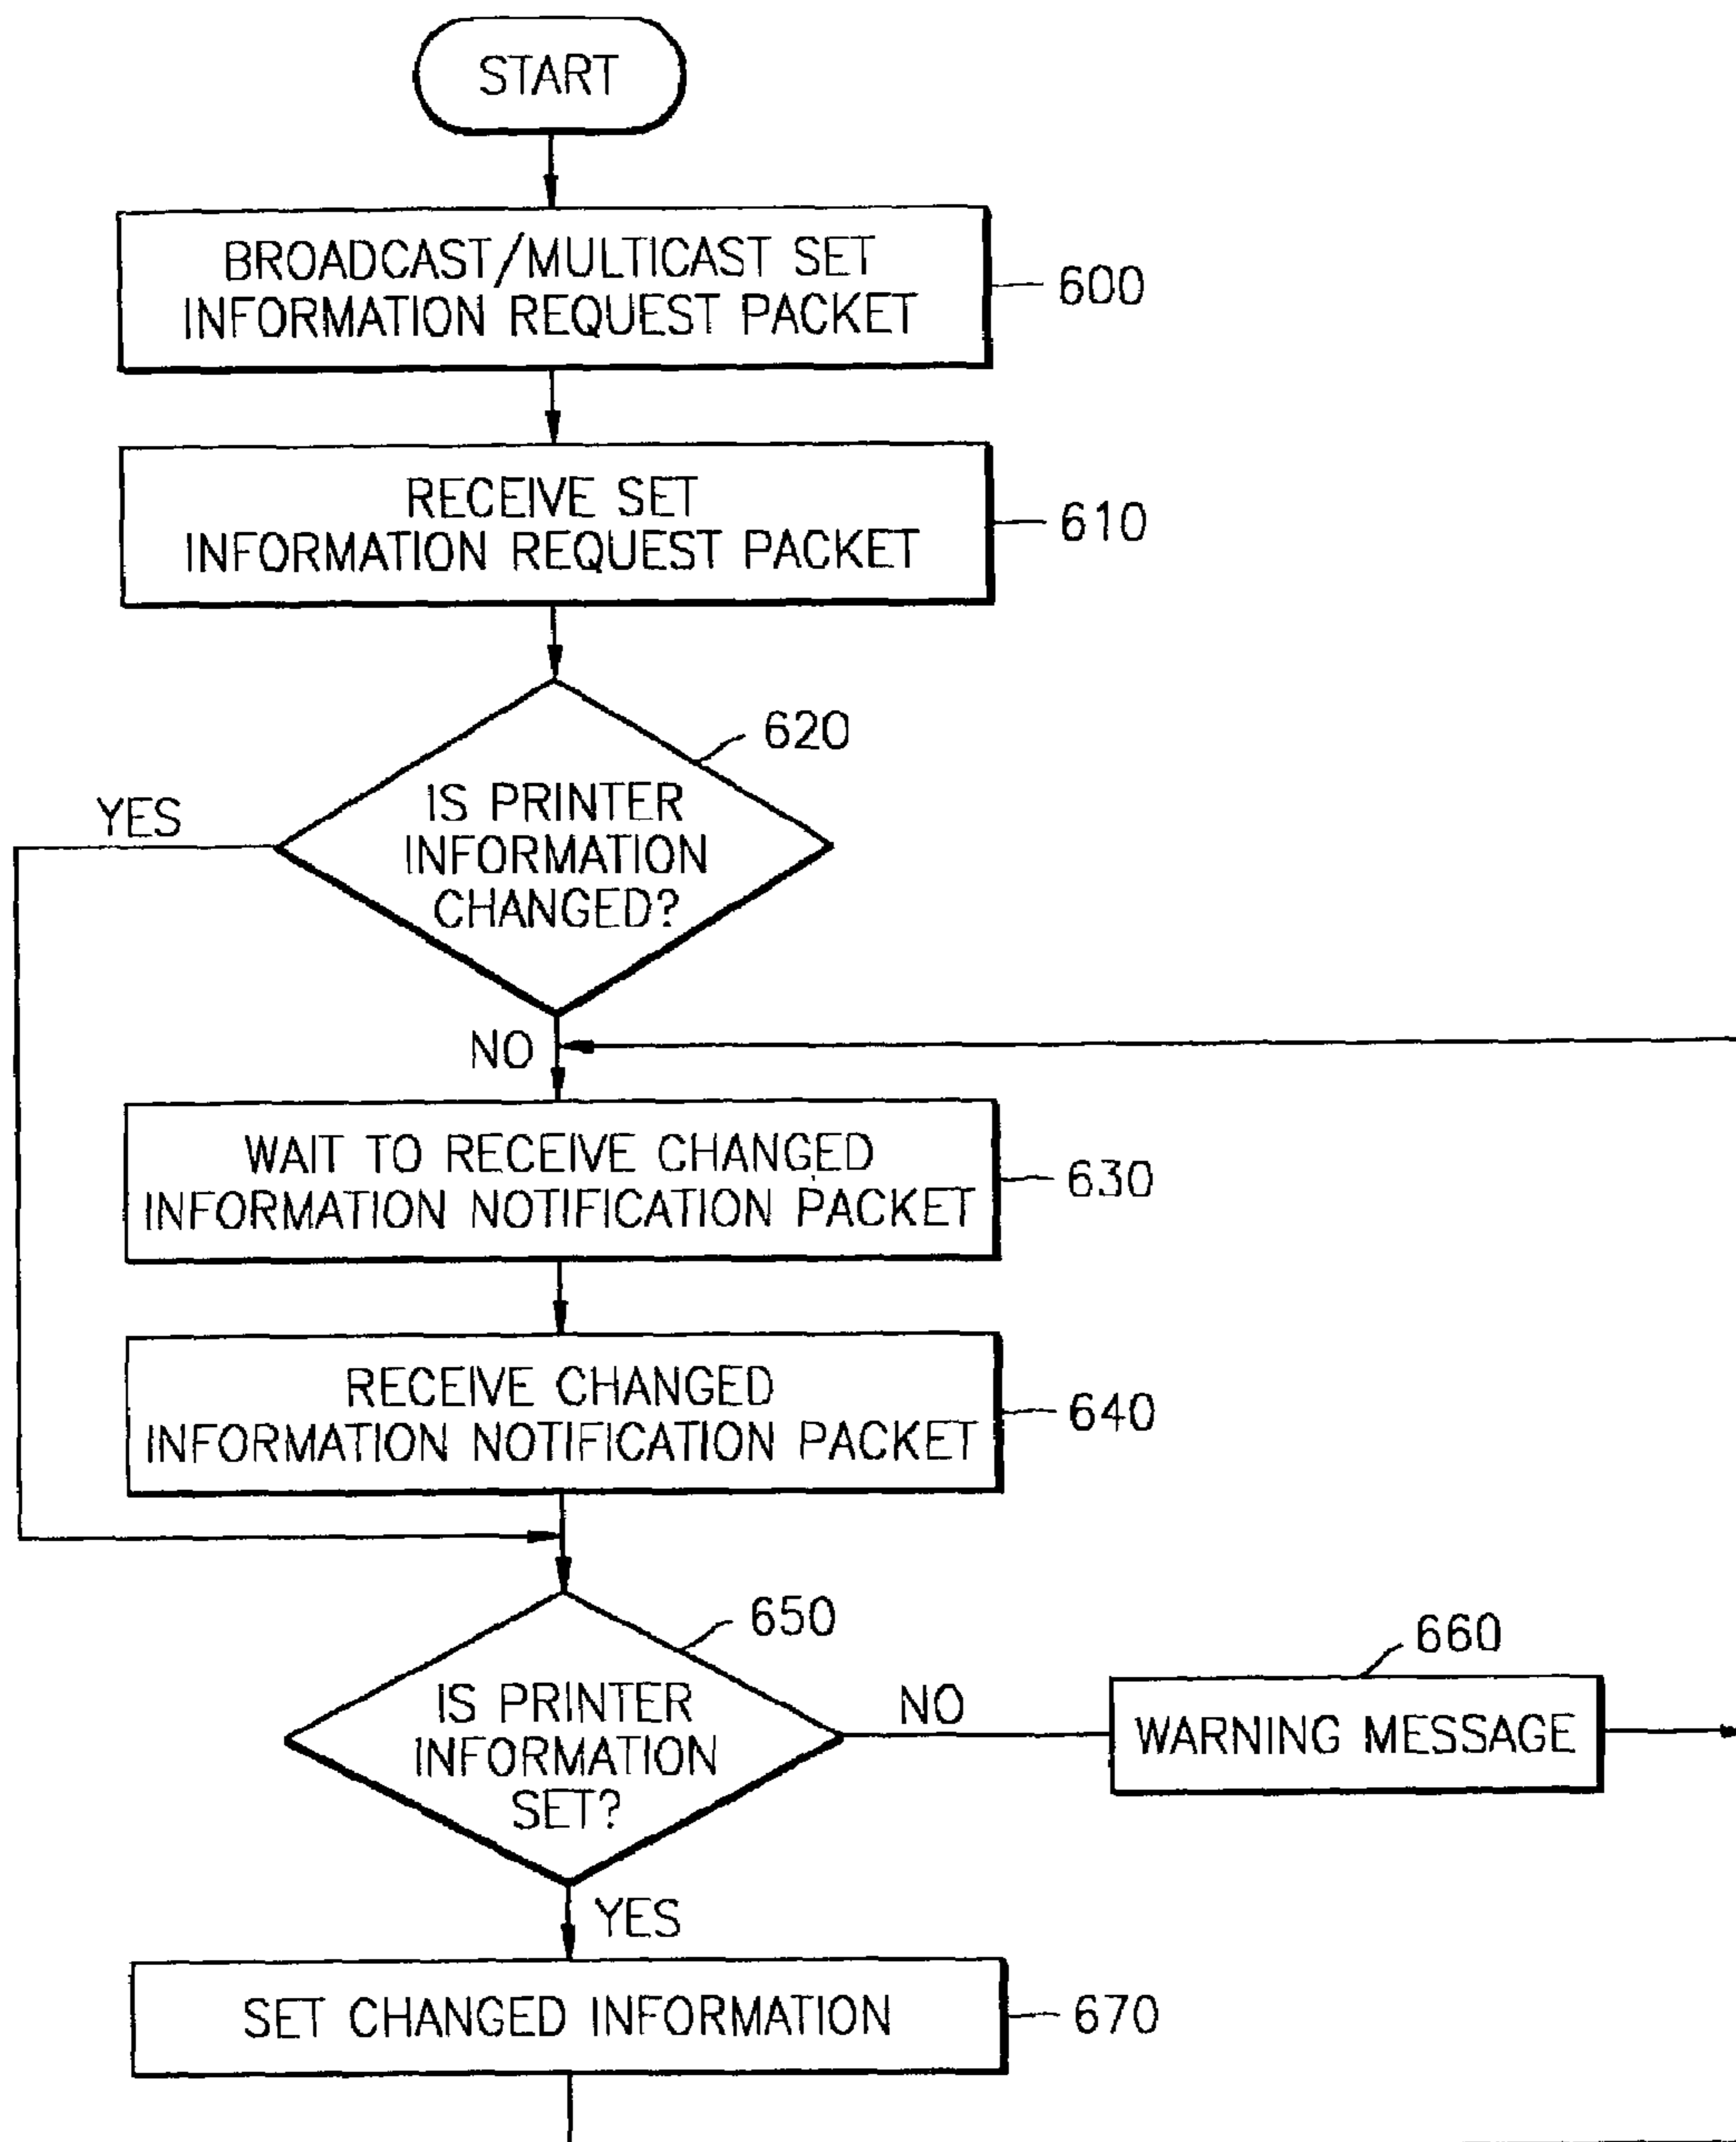 START
BROADCAST/MULTICAST SET
INFORMATION REQUEST PACKET
600
RECEIVE SET
INFORMATION REQUEST PACKET
610
620
IS PRINTER
INFORMATION
CHANGED?
YES
NO
WAIT TO RECEIVE CHANGED
INFORMATION NOTIFICATION PACKET
630
RECEIVE CHANGED
INFORMATION NOTIFICATION PACKET
640
650
IS PRINTER
INFORMATION
SET?
NO
660
WARNING MESSAGE
YES
SET CHANGED INFORMATION
670